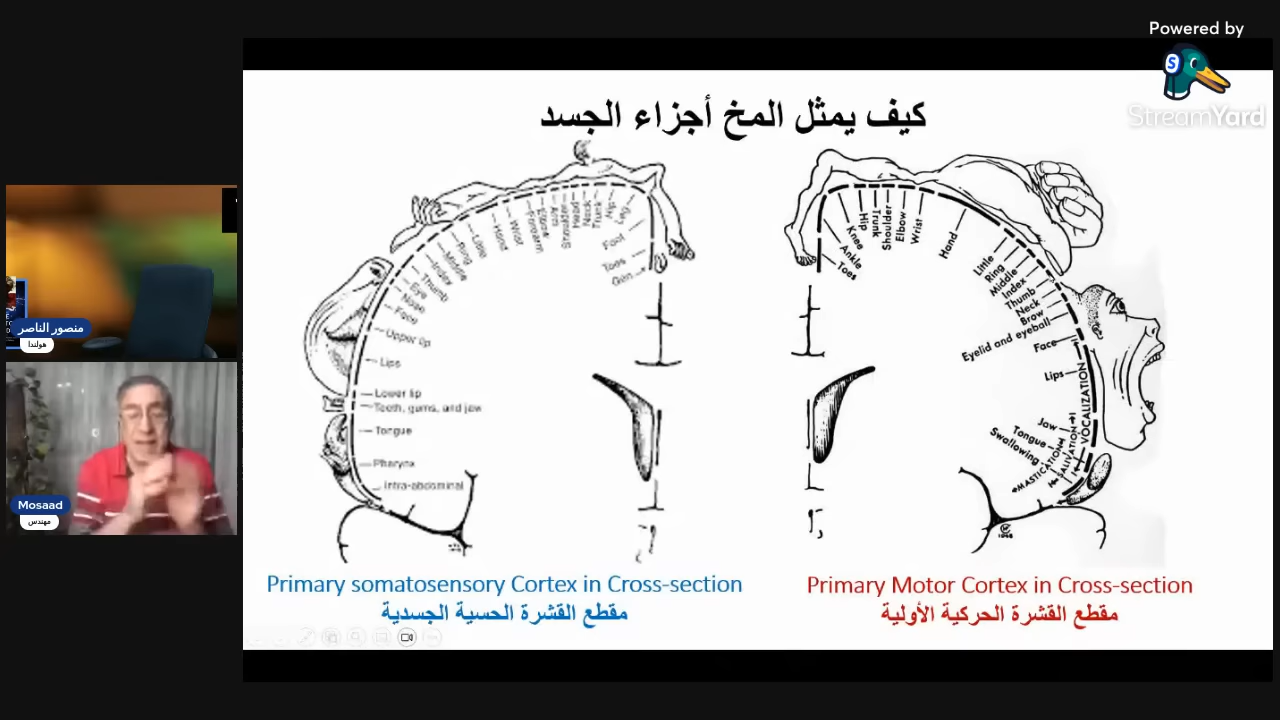 Powered by
StreamYard
كيف يمثل المخ أجزاء الجسد
Hip
Trunk
Neck
Head
Shoulder
Arm
Elbow
Forearm
Wrist
Hand
Little
Ring
Middle
Index
Thumb
Eye
Nose
Face
Upper lip
Lips
Lower lip
Teeth, gums, and jaw
Tongue
Pharynx
Intra-abdominal
Leg
Foot
Toes
Gen.
Primary somatosensory Cortex in Cross-section
مقطع القشرة الحسية الجسدية
Toes
Ankle
Knee
Hip
Trunk
Shoulder
Elbow
Wrist
Hand
Little
Ring
Middle
Index
Thumb
Neck
Brow
Eyelid and eyeball
Face
Lips
VOCALIZATION
Jaw
Tongue
Swallowing
SALIVATION
MASTICATION
Primary Motor Cortex in Cross-section
مقطع القشرة الحركية الأولية
منصور الناصر
هولندا
Mosaad
مهندس